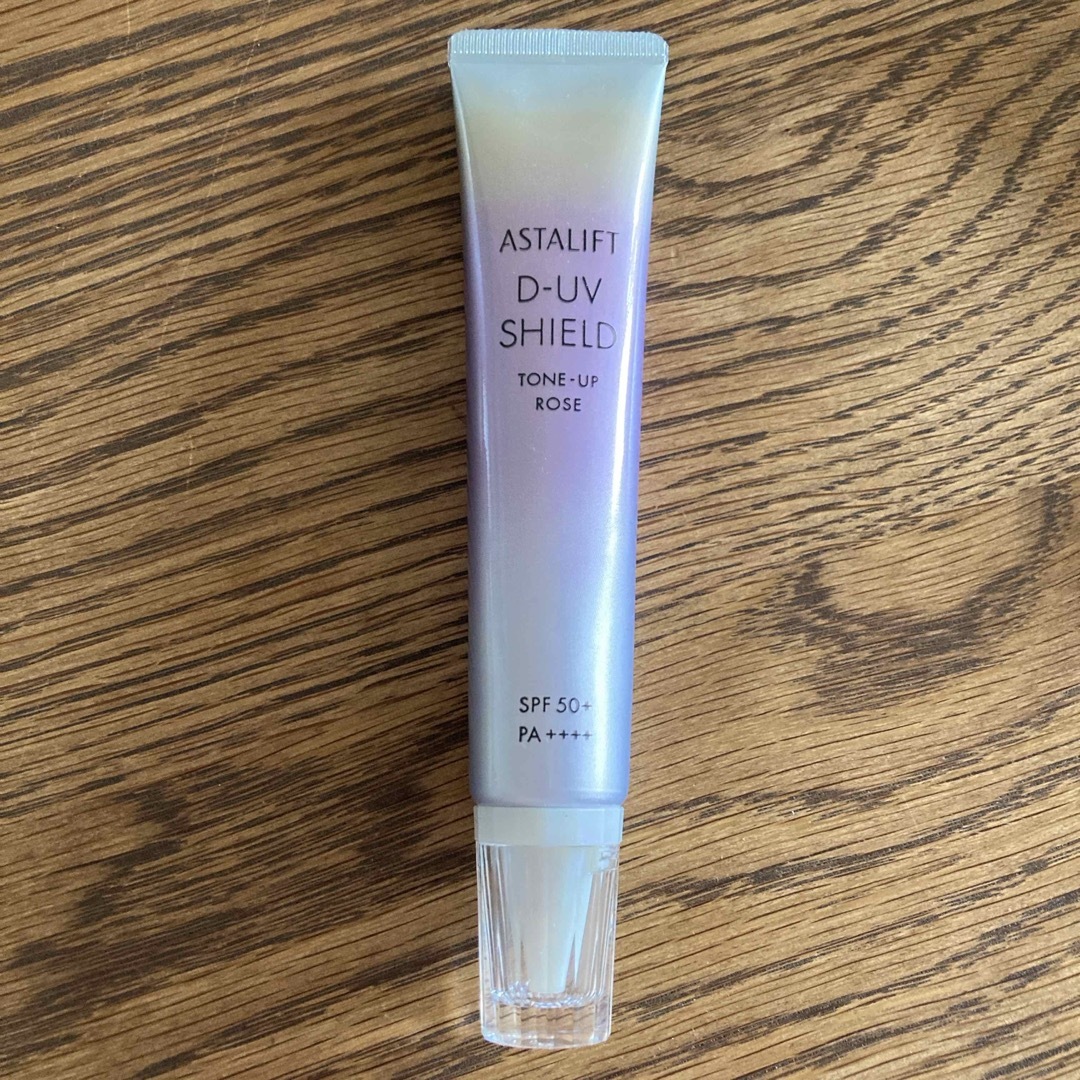 ASTALIFT
D-UV
SHIELD
TONE-UP
ROSE
SPF 50+
PA++++